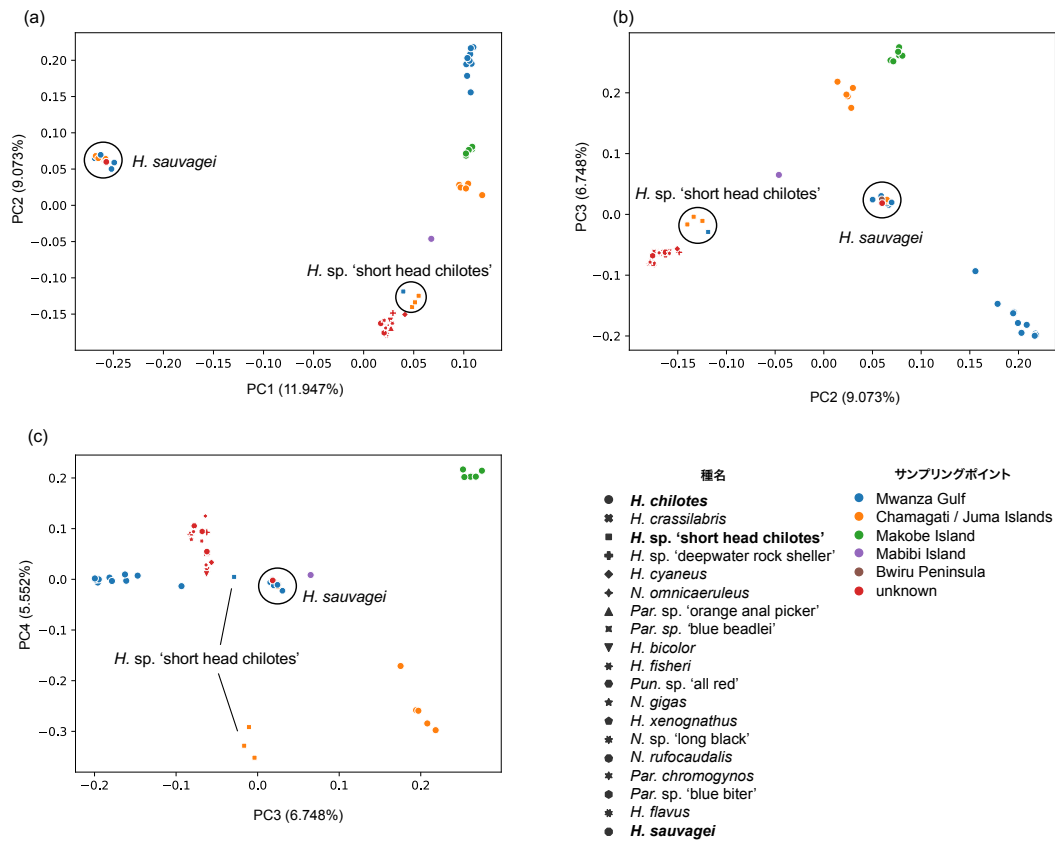 (a)
0.20
0.15
0.10
0.05
0.00
−0.05
−0.10
−0.15
PC2 (9.073%)
H. sauvagei
H. sp. ‘short head chilotes’
−0.25
−0.20
−0.15
−0.10
−0.05
0.00
0.05
0.10
PC1 (11.947%)
(b)
0.2
0.1
0.0
−0.1
−0.2
PC3 (6.748%)
H. sp. ‘short head chilotes’
H. sauvagei
−0.15
−0.10
−0.05
0.00
0.05
0.10
0.15
0.20
PC2 (9.073%)
(c)
0.2
0.1
0.0
−0.1
−0.2
−0.3
PC4 (5.552%)
H. sauvagei
H. sp. ‘short head chilotes’
−0.2
−0.1
0.0
0.1
0.2
PC3 (6.748%)
種名
H. chilotes
H. crassilabris
H. sp. ‘short head chilotes’
H. sp. ‘deepwater rock sheller’
H. cyaneus
N. omnicaeruleus
Par. sp. ‘orange anal picker’
Par. sp. ‘blue beadlei’
H. bicolor
H. fisheri
Pun. sp. ‘all red’
N. gigas
H. xenognathus
N. sp. ‘long black’
N. rufocaudalis
Par. chromogynos
Par. sp. ‘blue biter’
H. flavus
H. sauvagei
サンプリングポイント
Mwanza Gulf
Chamagati / Juma Islands
Makobe Island
Mabibi Island
Bwiru Peninsula
unknown